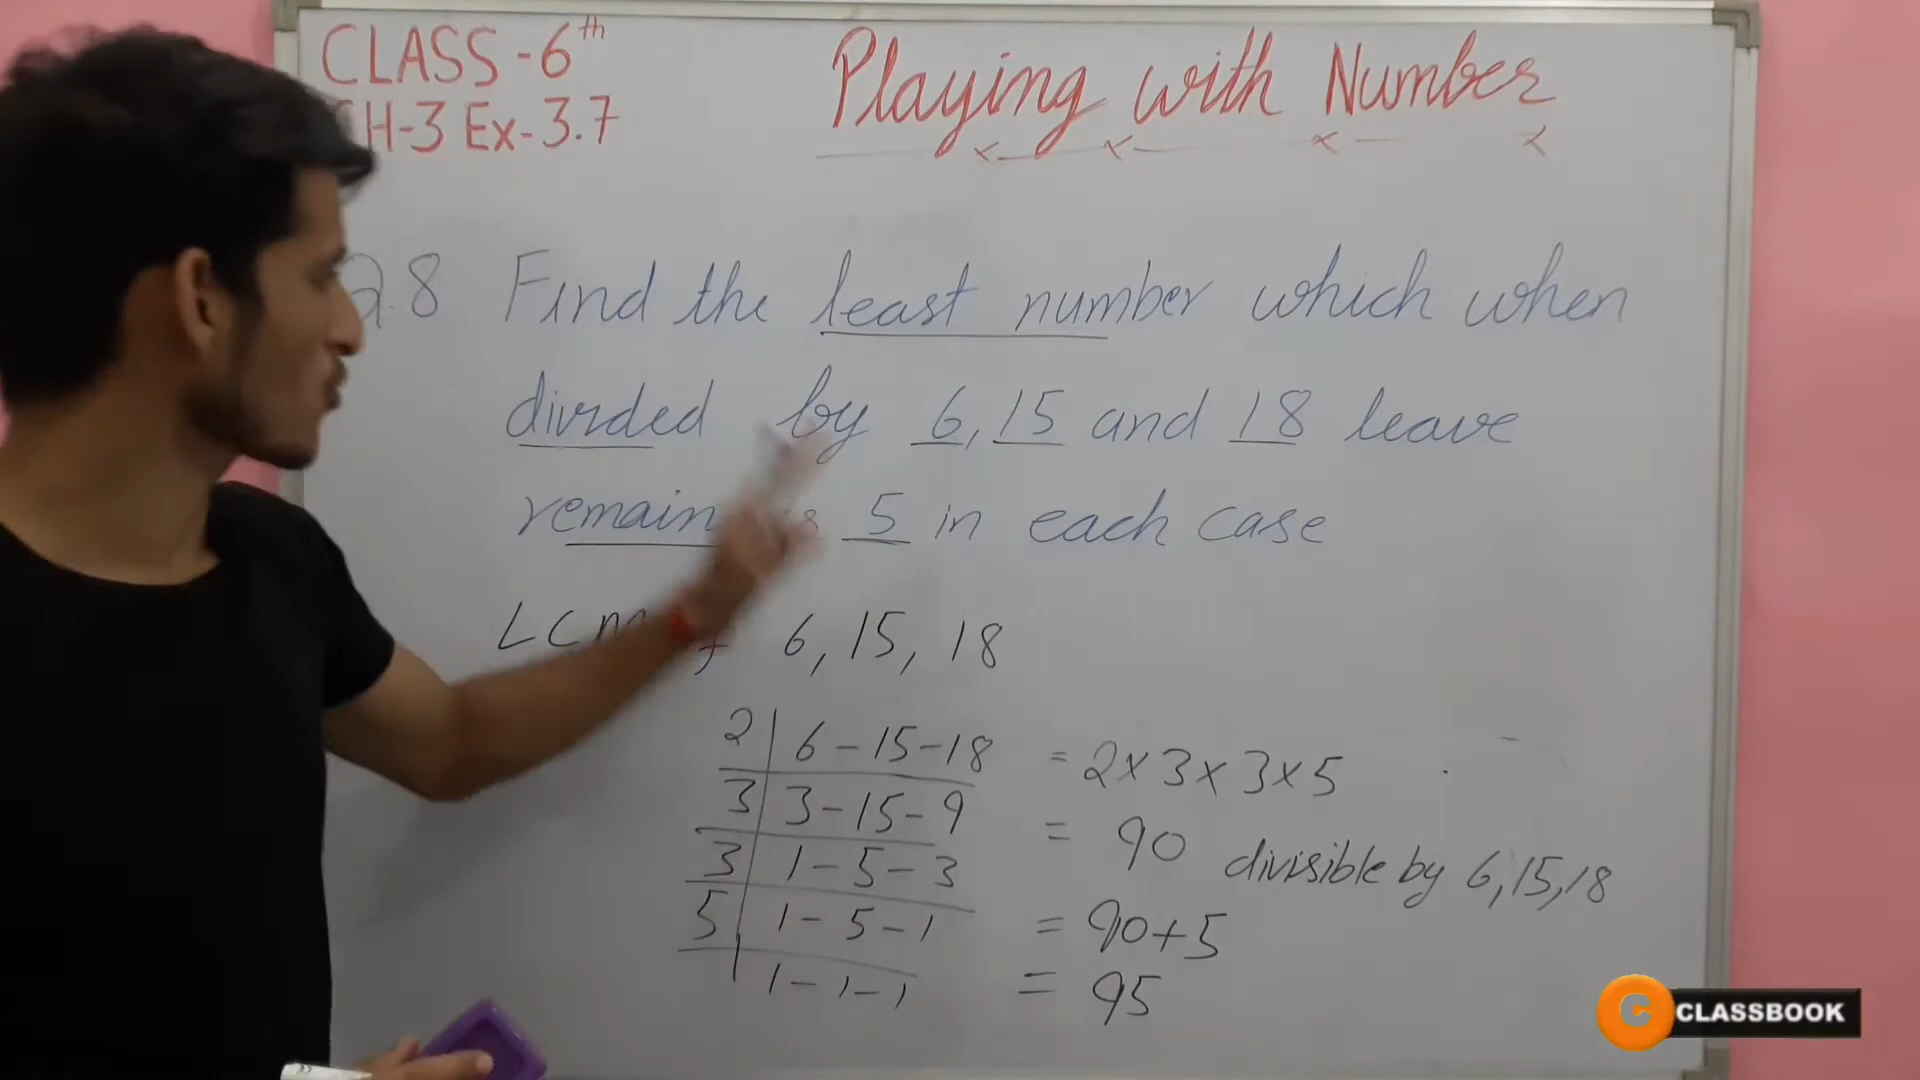 CLASS-6th
H-3 Ex-3.7
Playing with Number
2.8 Find the least number which when
divided by 6, 15 and 18 leave
remain 5 in each case
LCM 6, 15, 18
2 | 6-15-18
3 | 3-15-9
3 | 1-5-3
5 | 1-5-1
1-1-1
= 2×3×3×5
= 90 divisible by 6,15,18
= 90+5
= 95
C CLASSBOOK